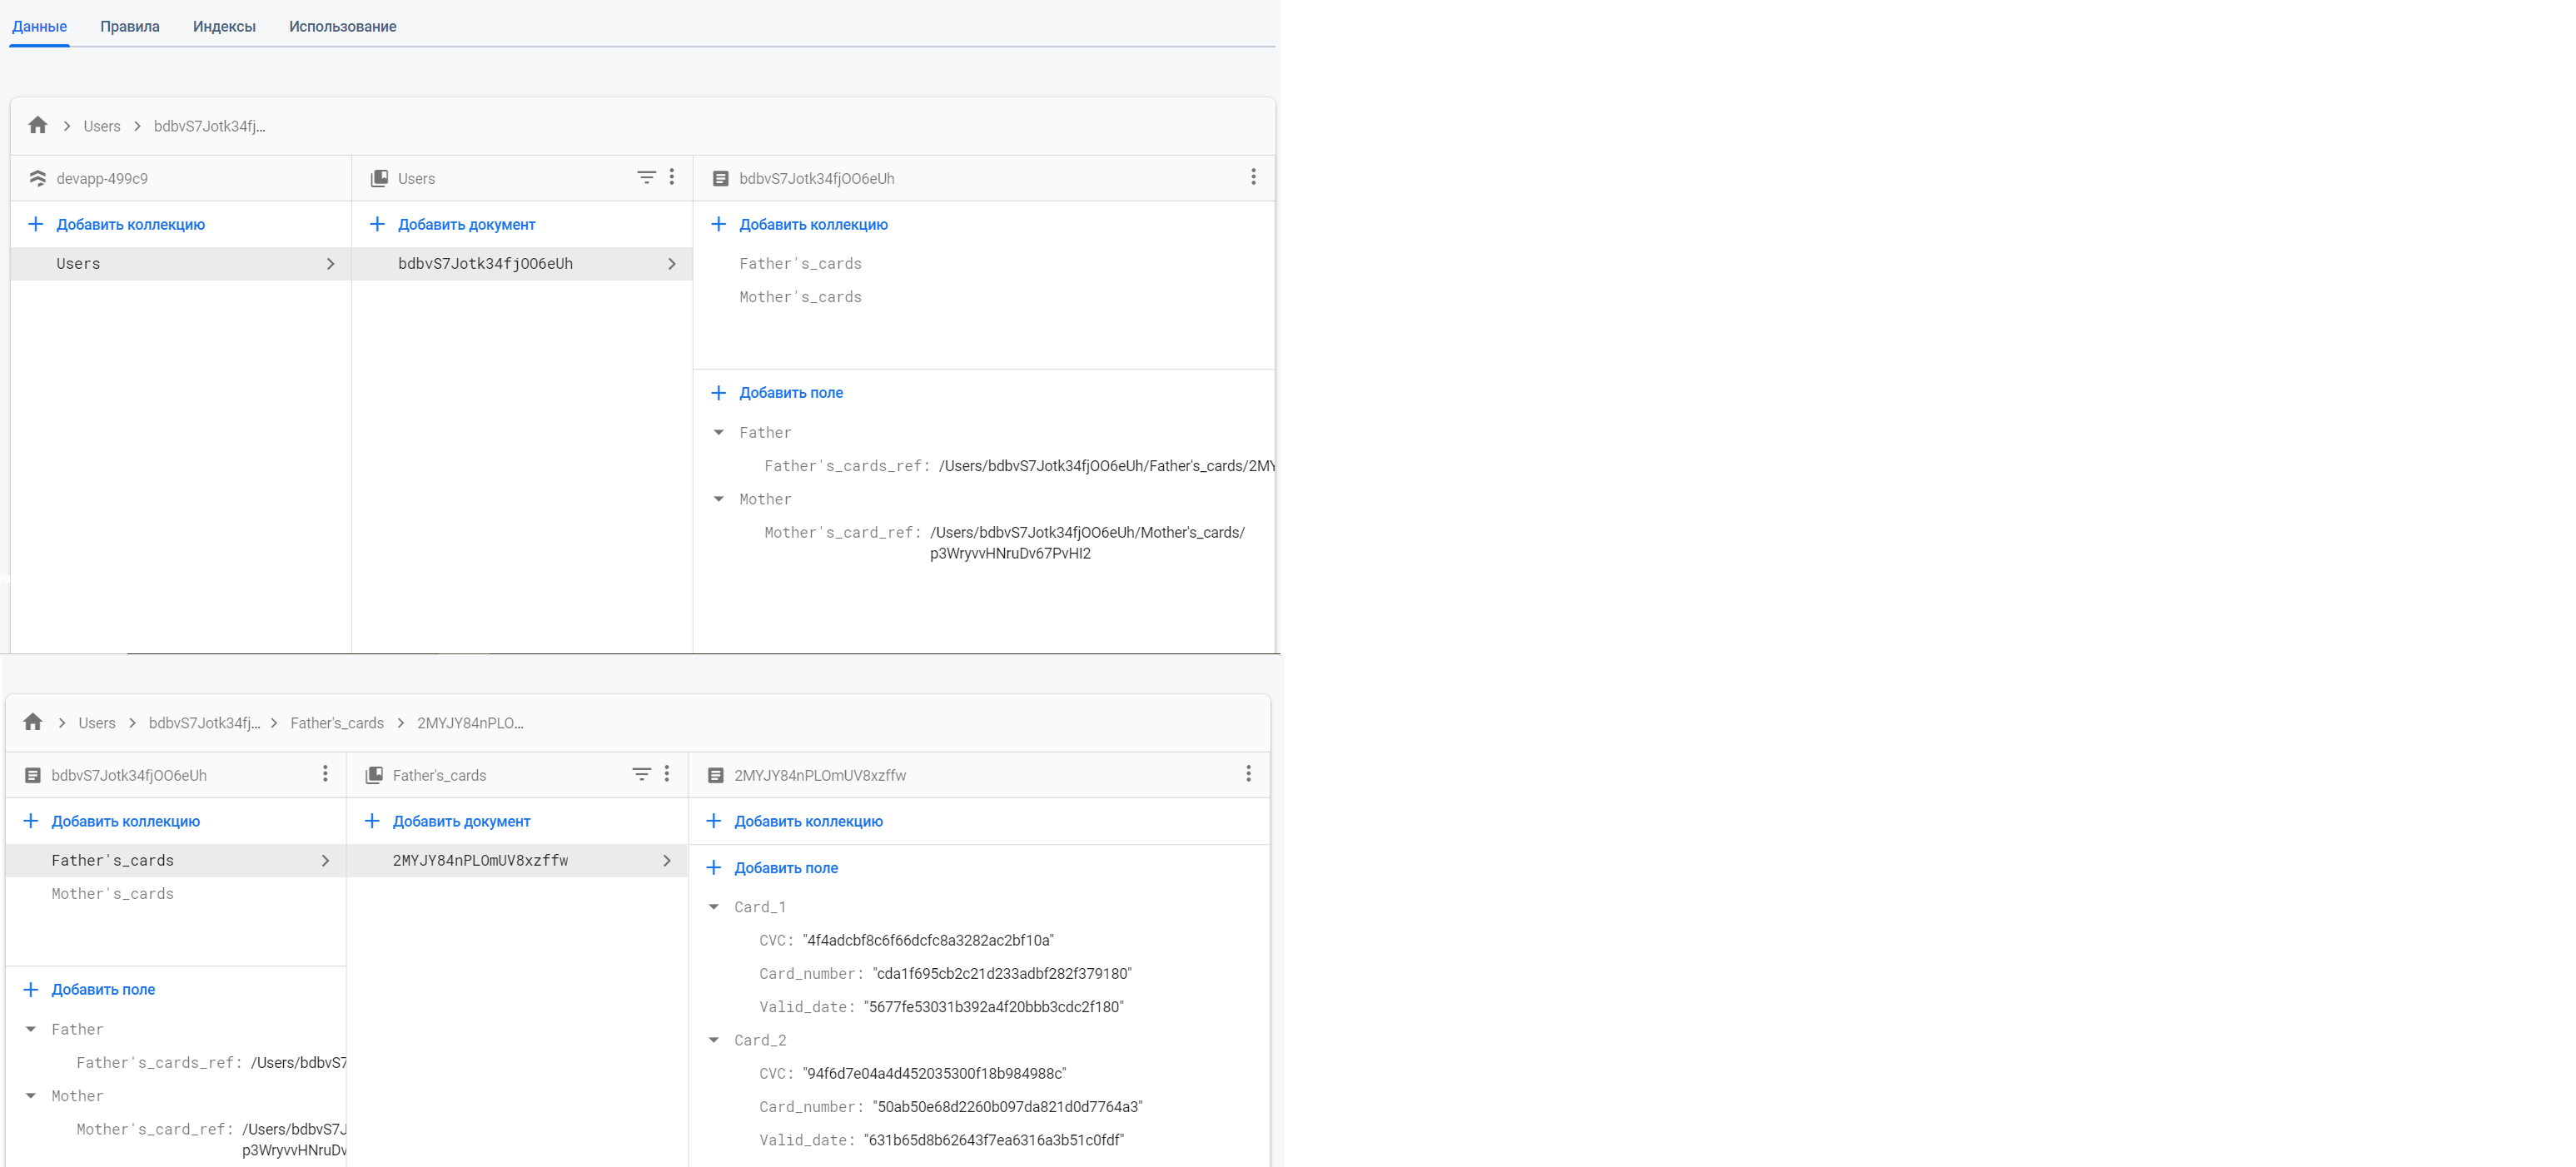 Данные Правила Индексы Использование
Users bdbvS7Jotk34fj...
devapp-499c9 Users bdbvS7Jotk34fjOO6eUh
Добавить коллекцию Добавить документ Добавить коллекцию
Users bdbvS7Jotk34fjOO6eUh Father's_cards
Mother's_cards
Добавить поле
Father
Father's_cards_ref: /Users/bdbvS7Jotk34fjOO6eUh/Father's_cards/2MY
Mother
Mother's_card_ref: /Users/bdbvS7Jotk34fjOO6eUh/Mother's_cards/
p3WryvvHNruDv67PvHI2
Users bdbvS7Jotk34fj... Father's_cards 2MYJY84nPLO...
bdbvS7Jotk34fjOO6eUh Father's_cards 2MYJY84nPLOmUV8xzffw
Добавить коллекцию Добавить документ Добавить коллекцию
Father's_cards 2MYJY84nPLOmUV8xzffw Добавить поле
Mother's_cards Card_1
CVC: "4f4adcbf8c6f66dcfc8a3282ac2bf10a"
Card_number: "cda1f695cb2c21d233adbf282f379180"
Добавить поле Valid_date: "5677fe53031b392a4f20bbb3cdc2f180"
Father Card_2
Father's_cards_ref: /Users/bdbvS7 CVC: "94f6d7e04a4d452035300f18b984988c"
Mother Card_number: "50ab50e68d2260b097da821d0d7764a3"
Mother's_card_ref: /Users/bdbvS7J Valid_date: "631b65d8b62643f7ea6316a3b51c0fdf"
p3WryvvHNruDv